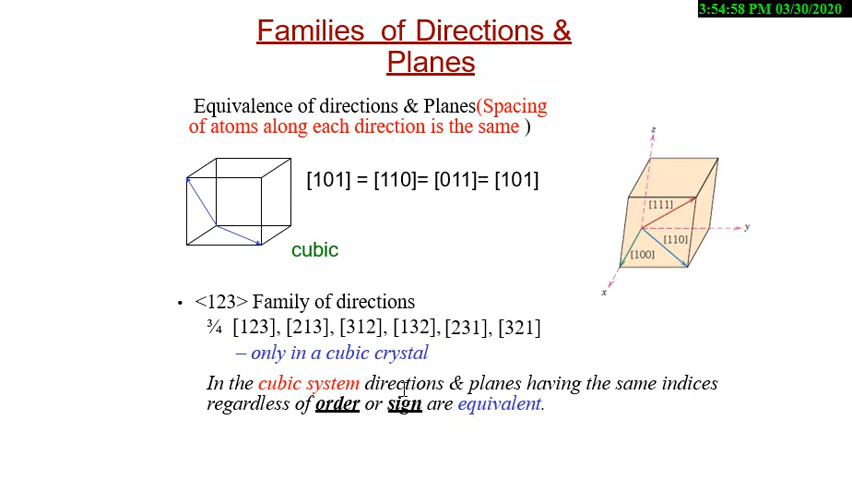 3:54:58 PM 03/30/2020
Families of Directions &
Planes
Equivalence of directions & Planes(Spacing
of atoms along each direction is the same )
[101] = [110]= [011]= [101]
cubic
z
[111]
y
[110]
[100]
x
• <123> Family of directions
¾ [123], [213], [312], [132], [231], [321]
– only in a cubic crystal
In the cubic system directions & planes having the same indices
regardless of order or sign are equivalent.